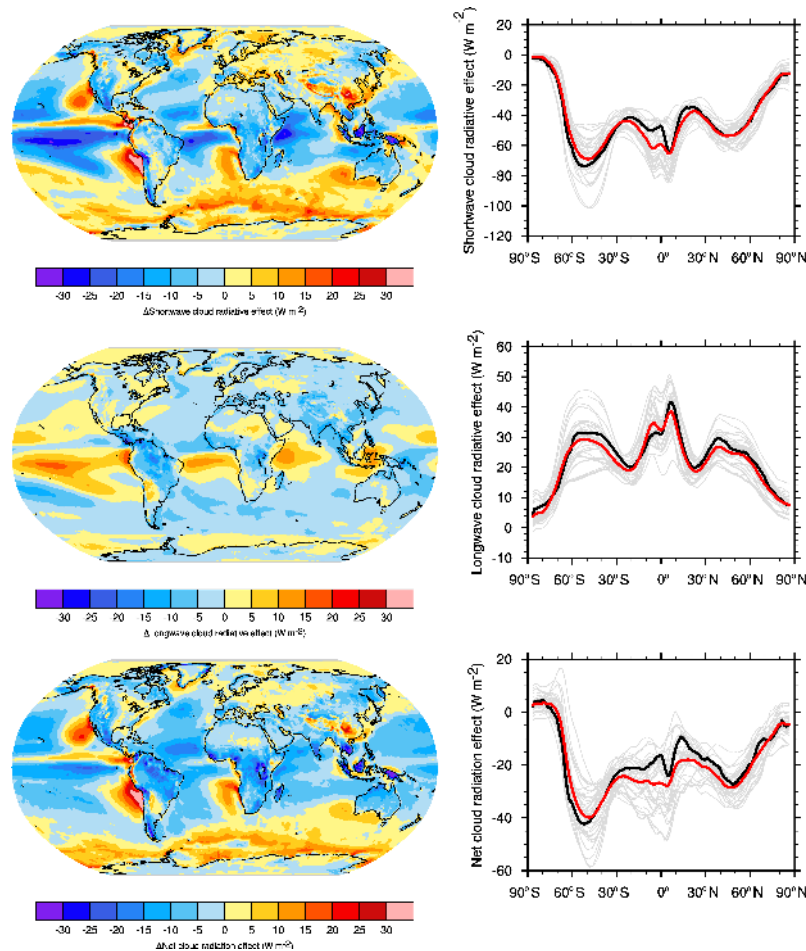 20
0
-20
-40
-60
-80
-100
-120
Shortwave cloud radiative effect (W m-2)
90°S 60°S 30°S 0° 30°N 60°N 90°N
-30 -25 -20 -15 -10 -5 0 5 10 15 20 25 30
ΔShortwave cloud radiative effect (W m-2)
60
50
40
30
20
10
0
-10
Longwave cloud radiative effect (W m-2)
90°S 60°S 30°S 0° 30°N 60°N 90°N
30 -25 -20 -15 -10 -5 0 5 10 15 20 25 30
Δ Longwave cloud radiative effect (W m-2)
20
0
-20
-40
-60
Net cloud radiation effect (W m-2)
90°S 60°S 30°S 0° 30°N 60°N 90°N
-30 -25 -20 -15 -10 -5 0 5 10 15 20 25 30
ΔNet cloud radiation effect (W m-2)